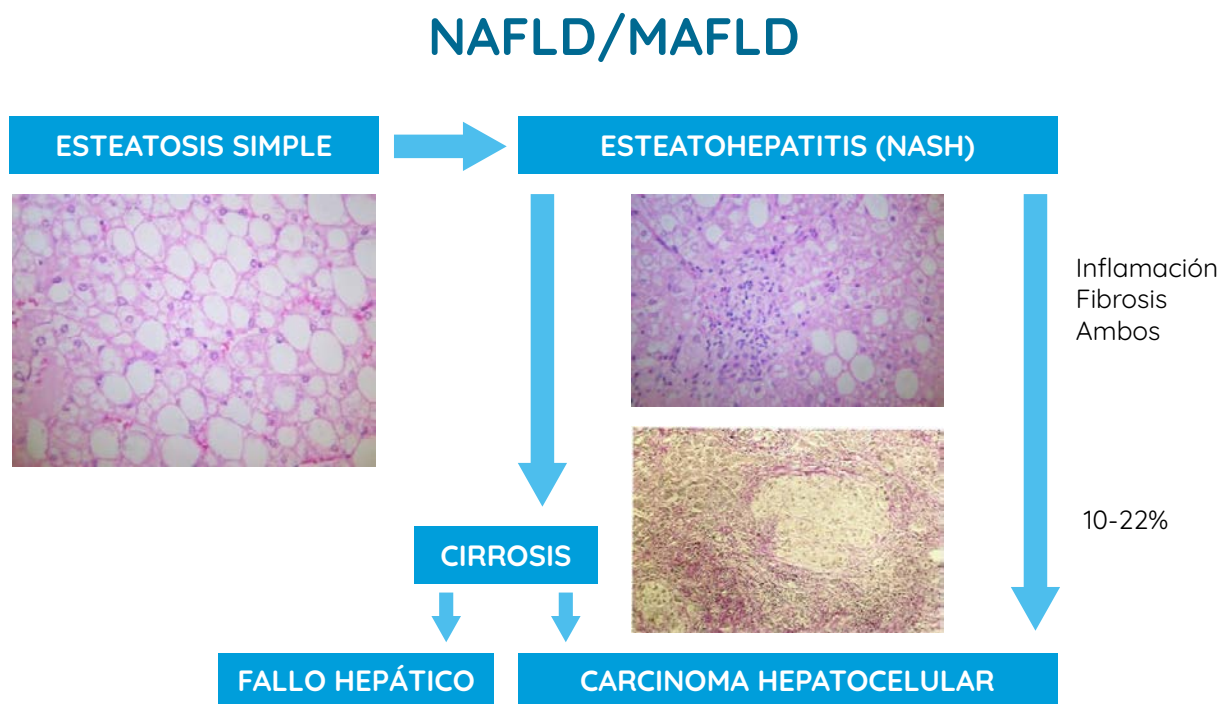 NAFLD/MAFLD
ESTEATOSIS SIMPLE
ESTEATOHEPATITIS (NASH)
Inflamación
Fibrosis
Ambos
10-22%
CIRROSIS
FALLO HEPÁTICO
CARCINOMA HEPATOCELULAR